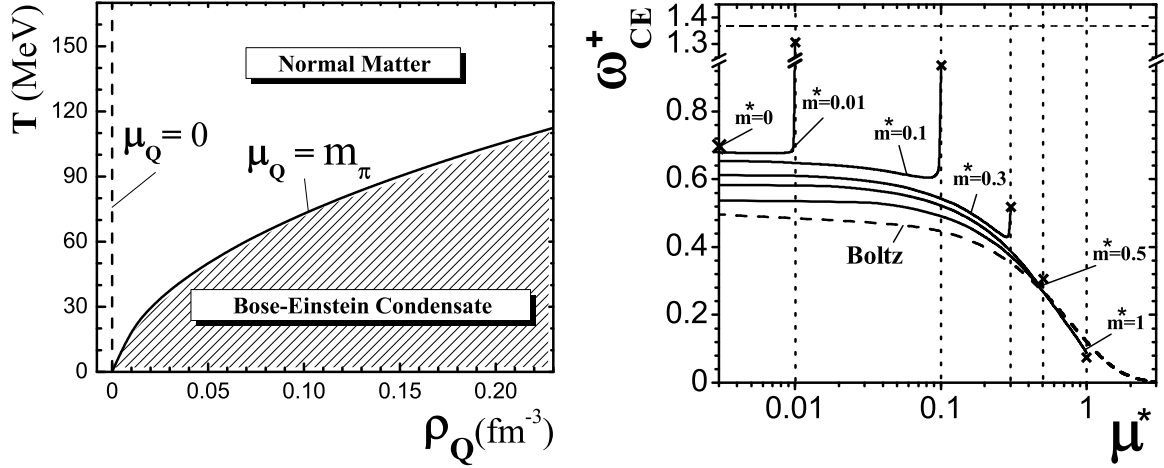 T (MeV)
150
120
90
60
30
0
Normal Matter
μQ = 0
μQ = mπ
Bose-Einstein Condensate
0 0.05 0.10 0.15 0.20
ρQ(fm-3)
ω+CE
1.4
1.3
0.8
0.6
0.4
0.2
0
m*=0
m*=0.01
m*=0.1
m*=0.3
Boltz
m*=0.5
m*=1
0.01 0.1 1
μ*